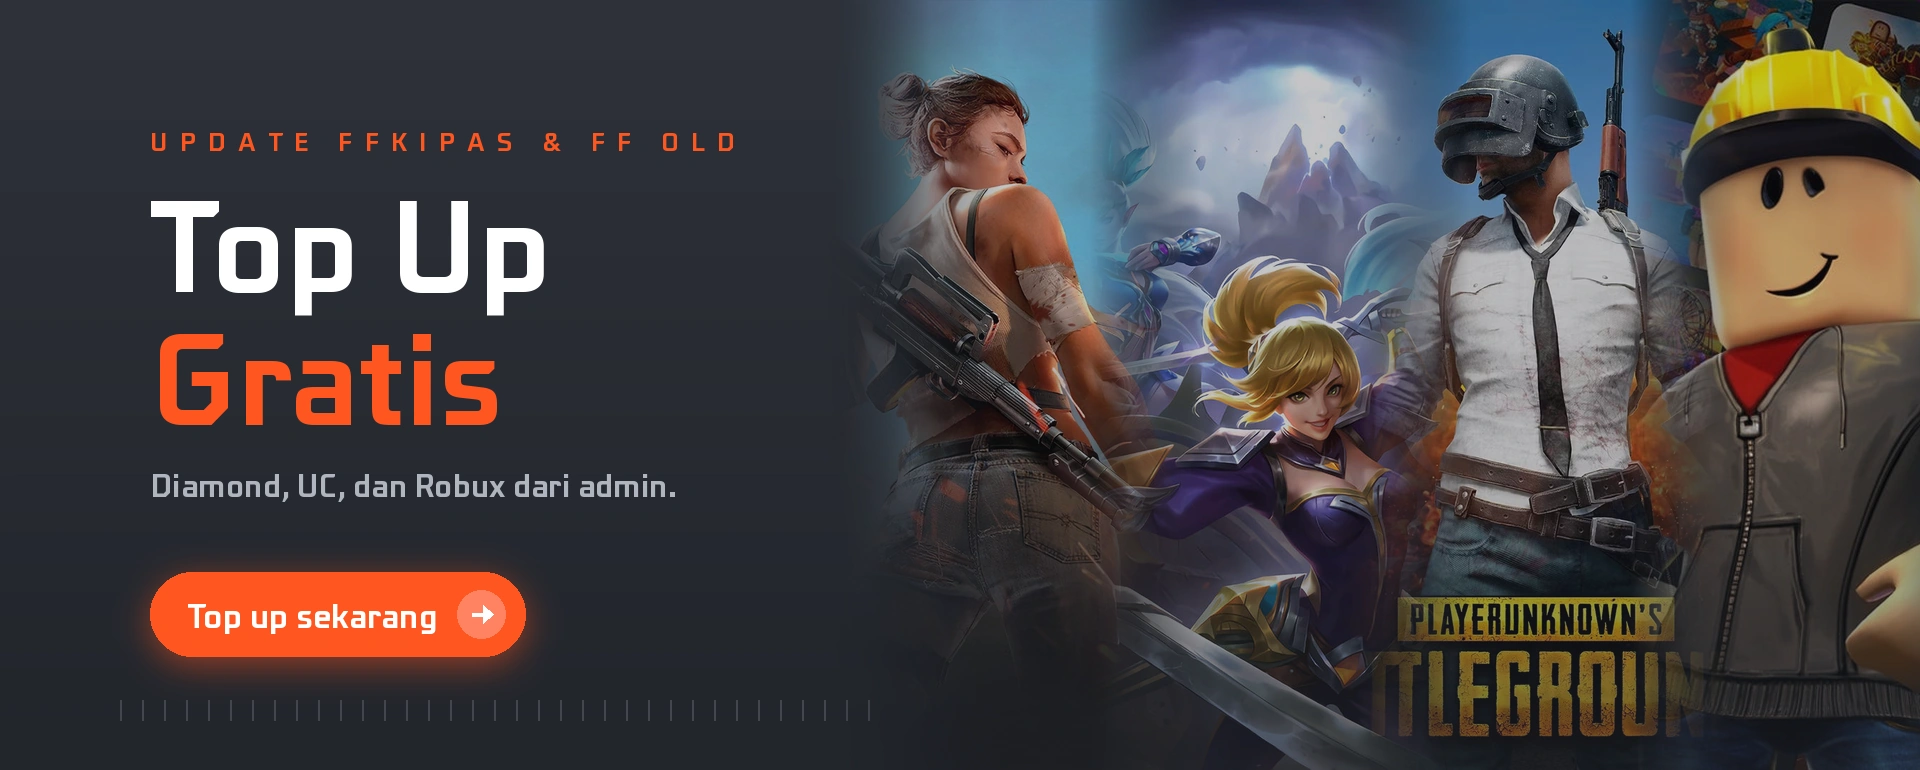 UPDATE FFKIPAS & FF OLD
Top Up
Gratis
Diamond, UC, dan Robux dari admin.
Top up sekarang
PLAYERUNKNOWN'S
TLEGROUN